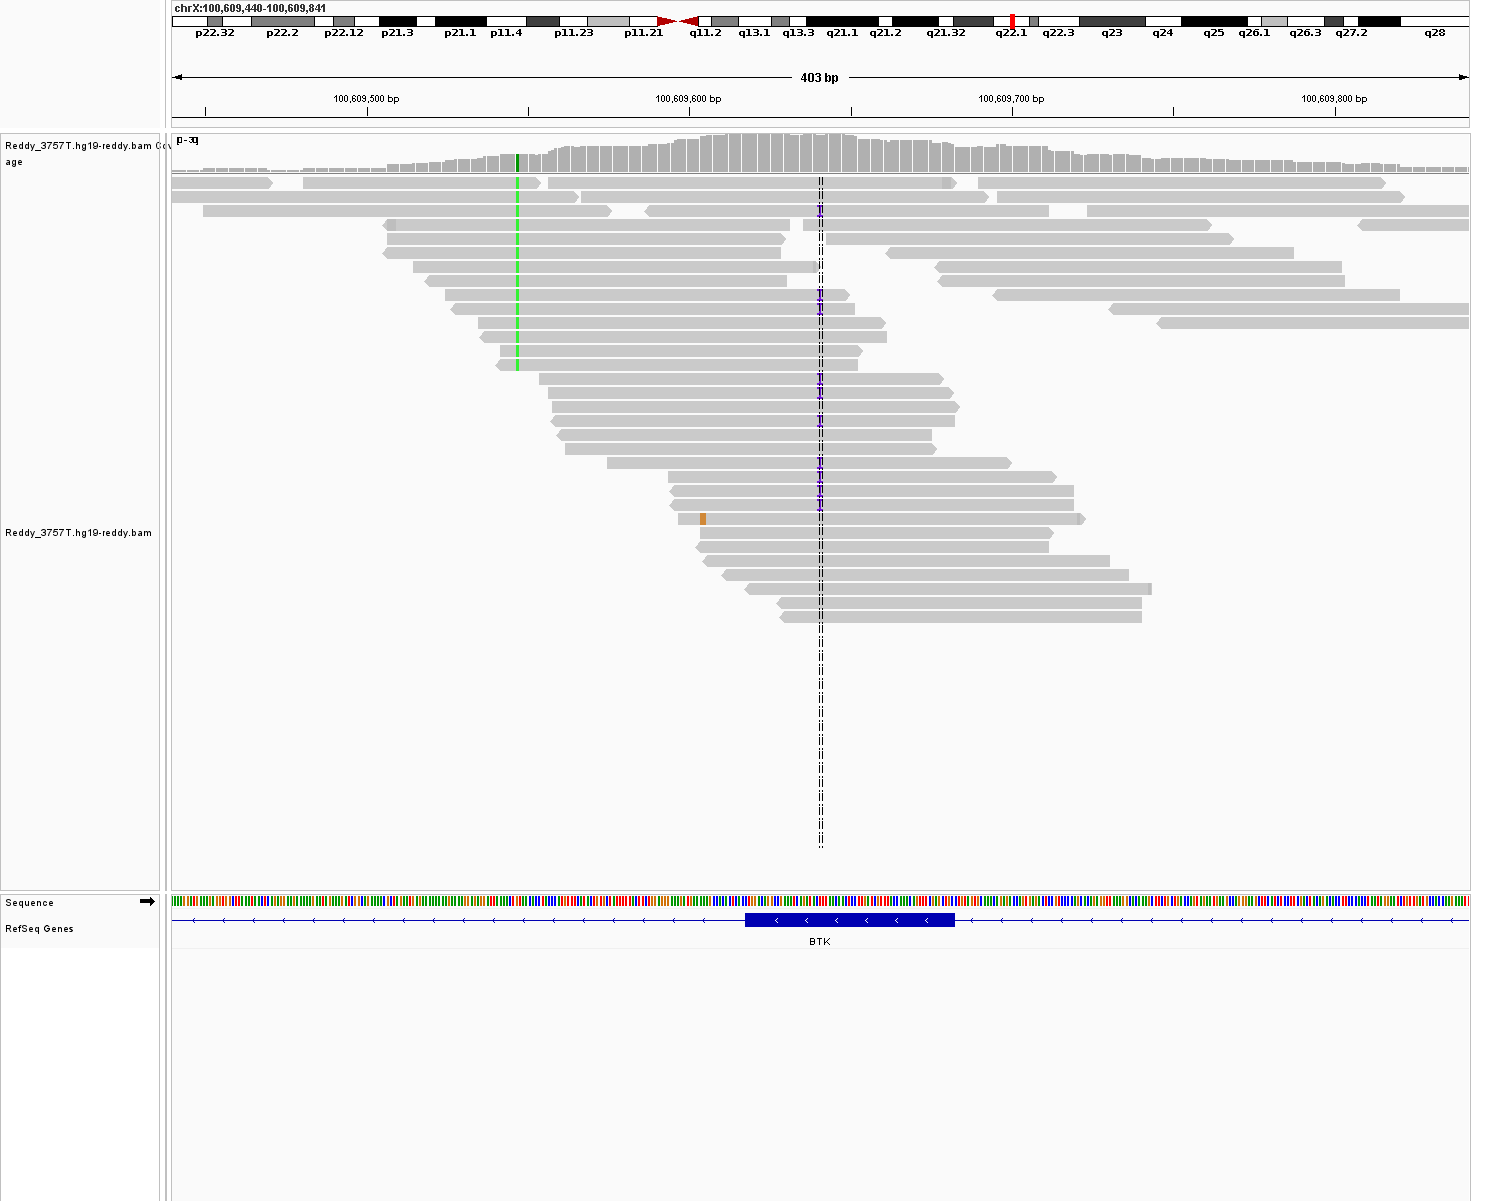 chrX:100,609,440-100,609,841
p22.32 p22.2 p22.12 p21.3 p21.1 p11.4 p11.23 p11.21 q11.2 q13.1 q13.3 q21.1 q21.2 q21.32 q22.1 q22.3 q23 q24 q25 q26.1 q26.3 q27.2 q28
403 bp
100,609,500 bp 100,609,600 bp 100,609,700 bp 100,609,800 bp
[0-30]
Reddy_3757T.hg19-reddy.bam Cov
age
Reddy_3757T.hg19-reddy.bam
Sequence
RefSeq Genes
BTK